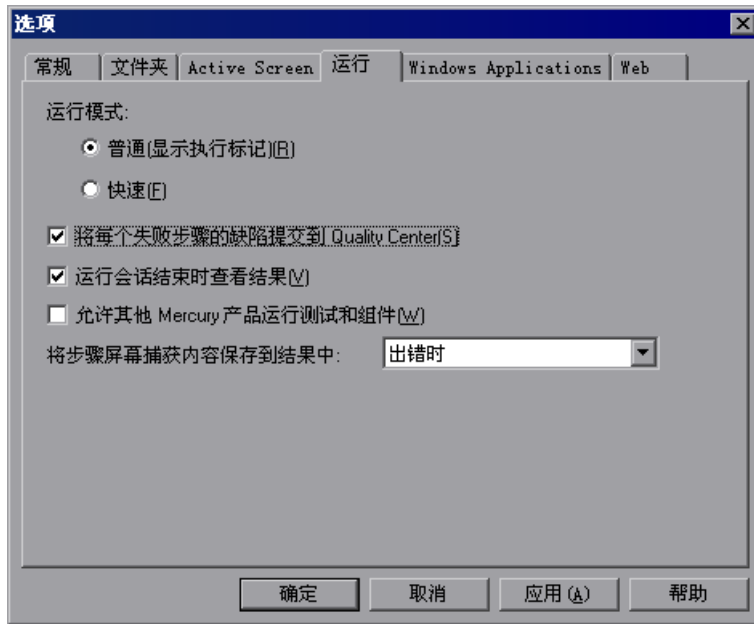 选项
常规 文件夹 Active Screen 运行 Windows Applications Web
运行模式:
普通(显示执行标记)(R)
快速(F)
将每个失败步骤的缺陷提交到 Quality Center(S)
运行会话结束时查看结果(V)
允许其他 Mercury 产品运行测试和组件(W)
将步骤屏幕捕获内容保存到结果中: 出错时
确定 取消 应用(A) 帮助